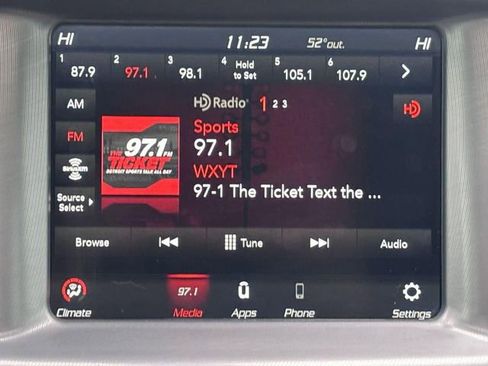 HI 11:23 52°out. HI
1 87.9 2 97.1 3 98.1 4 Hold to Set 5 105.1 6 107.9
AM
HD Radio 1 2 3
HD
FM
Sports
97.1
WXYT
97-1 The Ticket Text the ...
THE 97.1 FM
TICKET
DETROIT SPORTS TALK ALL DAY
SiriusXM
Source
Select
Browse Tune Audio
97.1
Climate Media Apps Phone Settings